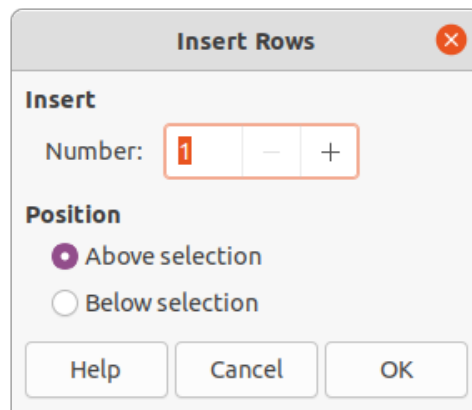 Insert Rows
Insert
Number: 1 − +
Position
Above selection
Below selection
Help Cancel OK